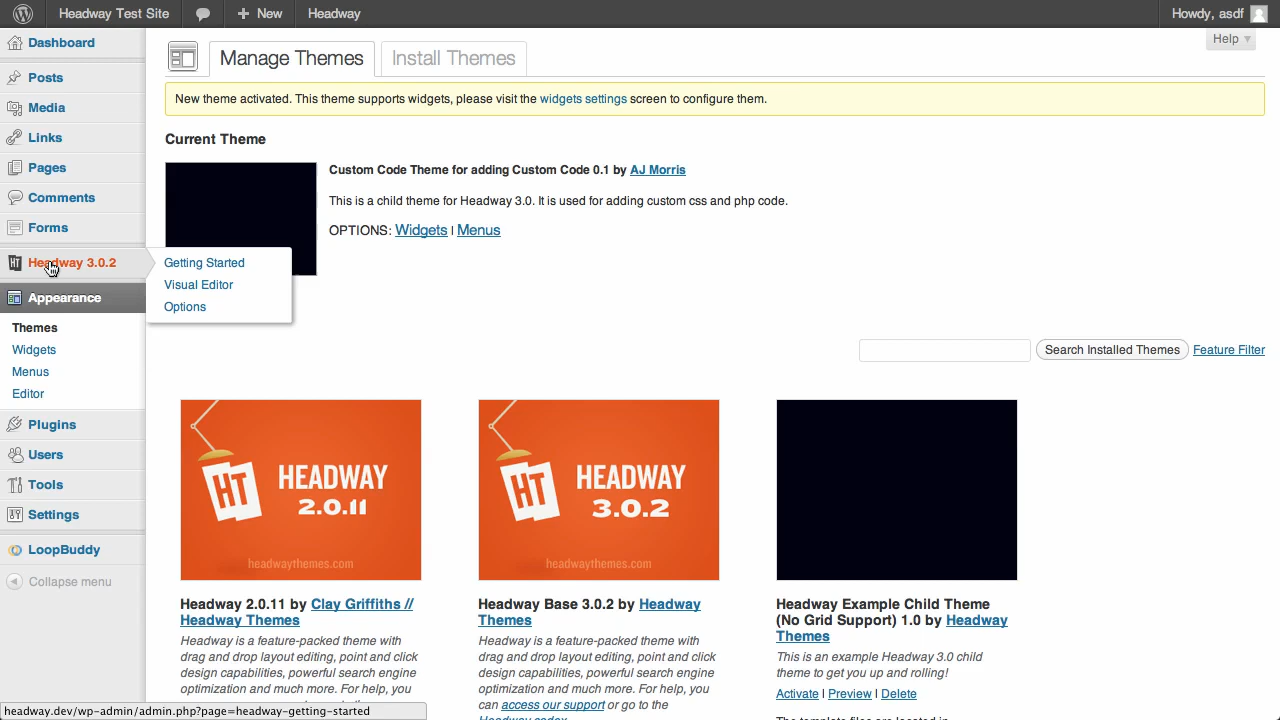 Headway Test Site
New
Headway
Howdy, asdf
Help
Dashboard
Posts
Media
Links
Pages
Comments
Forms
Headway 3.0.2
Getting Started
Visual Editor
Options
Appearance
Themes
Widgets
Menus
Editor
Plugins
Users
Tools
Settings
LoopBuddy
Collapse menu
Manage Themes
Install Themes
New theme activated. This theme supports widgets, please visit the widgets settings screen to configure them.
Current Theme
Custom Code Theme for adding Custom Code 0.1 by AJ Morris
This is a child theme for Headway 3.0. It is used for adding custom css and php code.
OPTIONS: Widgets | Menus
Search Installed Themes
Feature Filter
HEADWAY
2.0.11
headwaythemes.com
Headway 2.0.11 by Clay Griffiths //
Headway Themes
Headway is a feature-packed theme with
drag and drop layout editing, point and click
design capabilities, powerful search engine
optimization and much more. For help, you
HEADWAY
3.0.2
headwaythemes.com
Headway Base 3.0.2 by Headway
Themes
Headway is a feature-packed theme with
drag and drop layout editing, point and click
design capabilities, powerful search engine
optimization and much more. For help, you
can access our support or go to the
Headway codex
Headway Example Child Theme
(No Grid Support) 1.0 by Headway
Themes
This is an example Headway 3.0 child
theme to get you up and rolling!
Activate | Preview | Delete
The template files are located in
headway.dev/wp-admin/admin.php?page=headway-getting-started